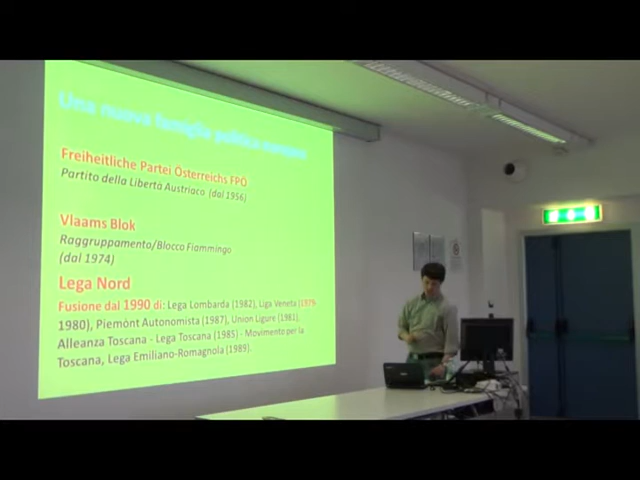 Una nuova famiglia politica europea
Freiheitliche Partei Österreichs FPÖ
Partito della Libertà Austriaco (dal 1956)
Vlaams Blok
Raggruppamento/Blocco Fiammingo
(dal 1974)
Lega Nord
Fusione dal 1990 di: Lega Lombarda (1982), Liga Veneta (1979-
1980), Piemònt Autonomista (1987), Union Ligure (1981),
Alleanza Toscana - Lega Toscana (1985) - Movimento per la
Toscana, Lega Emiliano-Romagnola (1989).